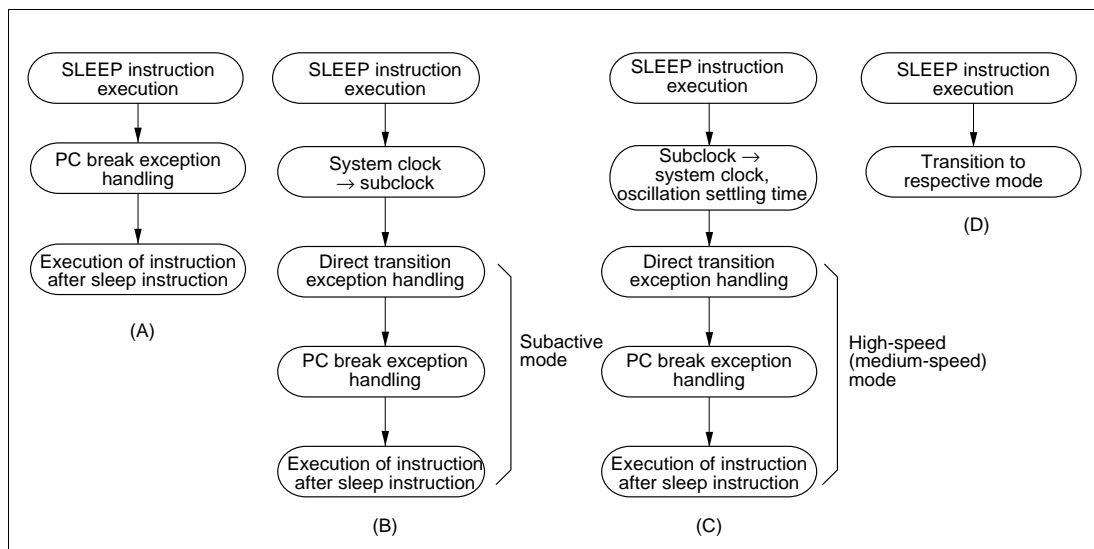 SLEEP instruction
execution
PC break exception
handling
Execution of instruction
after sleep instruction
(A)
SLEEP instruction
execution
System clock
→ subclock
Direct transition
exception handling
PC break exception
handling
Execution of instruction
after sleep instruction
Subactive
mode
(B)
SLEEP instruction
execution
Subclock →
system clock,
oscillation settling time
Direct transition
exception handling
PC break exception
handling
Execution of instruction
after sleep instruction
High-speed
(medium-speed)
mode
(C)
SLEEP instruction
execution
Transition to
respective mode
(D)